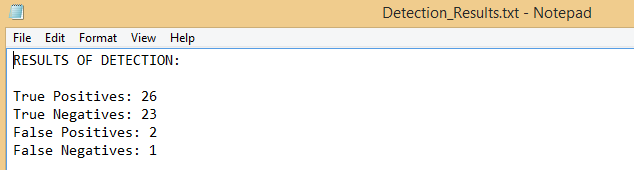 Detection_Results.txt - Notepad
File Edit Format View Help
RESULTS OF DETECTION:
True Positives: 26
True Negatives: 23
False Positives: 2
False Negatives: 1